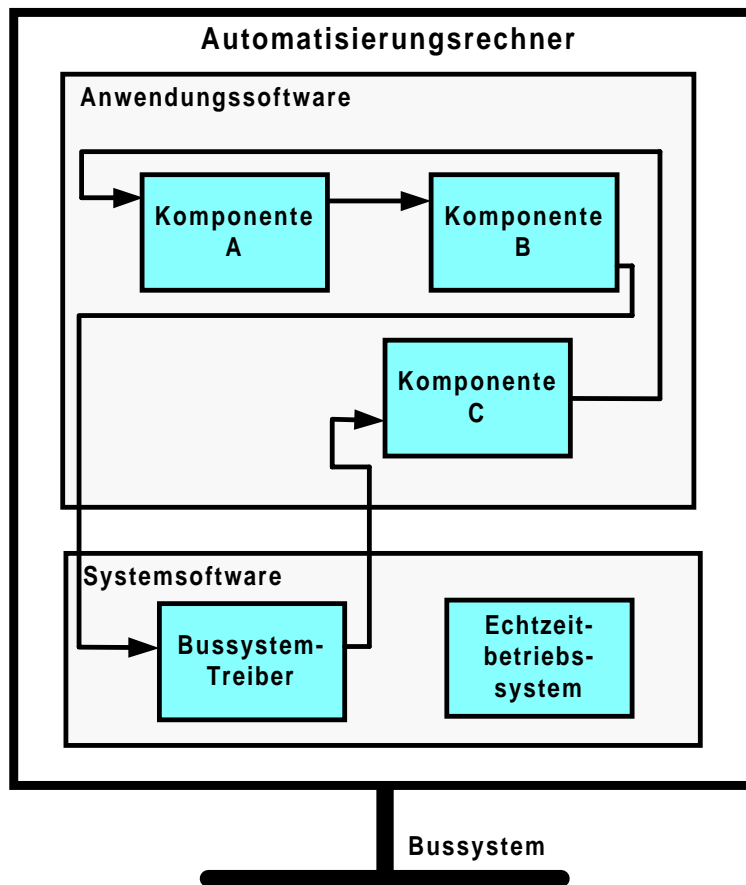 Automatisierungsrechner
Anwendungssoftware
Komponente
A
Komponente
B
Komponente
C
Systemsoftware
Bussystem-
Treiber
Echtzeit-
betriebs-
system
Bussystem